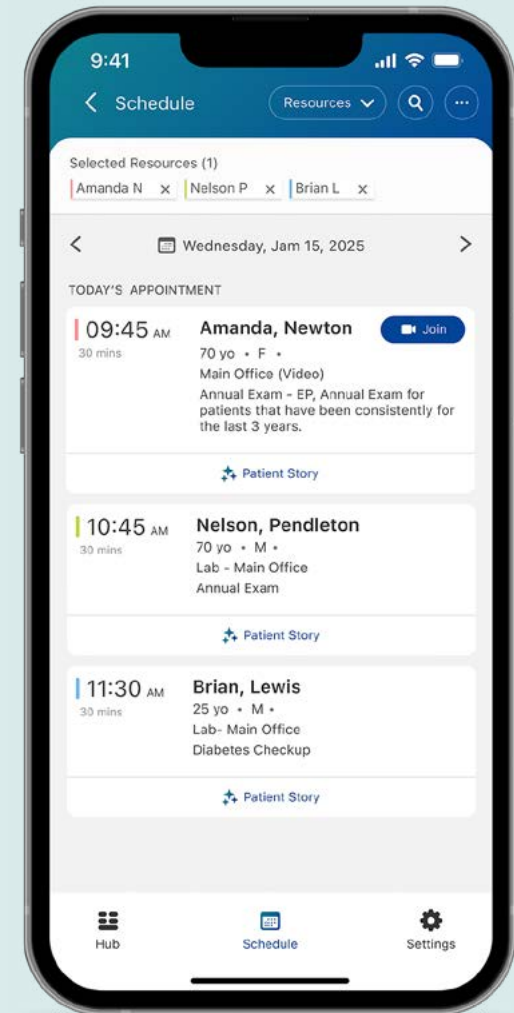 9:41
Schedule
Resources
Selected Resources (1)
Amanda N x Nelson P x Brian L x
Wednesday, Jam 15, 2025
TODAY'S APPOINTMENT
09:45 AM Amanda, Newton Join
30 mins 70 yo • F •
Main Office (Video)
Annual Exam - EP, Annual Exam for
patients that have been consistently for
the last 3 years.
Patient Story
10:45 AM Nelson, Pendleton
30 mins 70 yo • M •
Lab - Main Office
Annual Exam
Patient Story
11:30 AM Brian, Lewis
30 mins 25 yo • M •
Lab- Main Office
Diabetes Checkup
Patient Story
Hub Schedule Settings